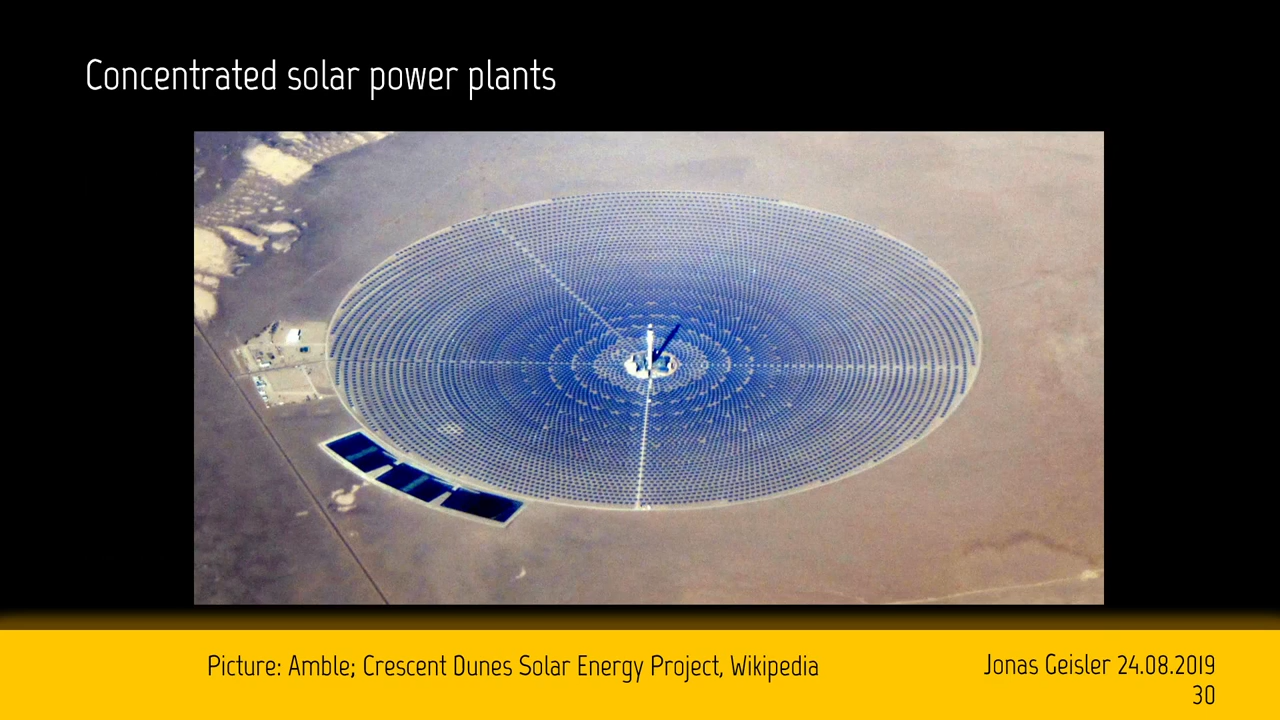 Concentrated solar power plants
Picture: Amble; Crescent Dunes Solar Energy Project, Wikipedia
Jonas Geisler 24.08.2019
30